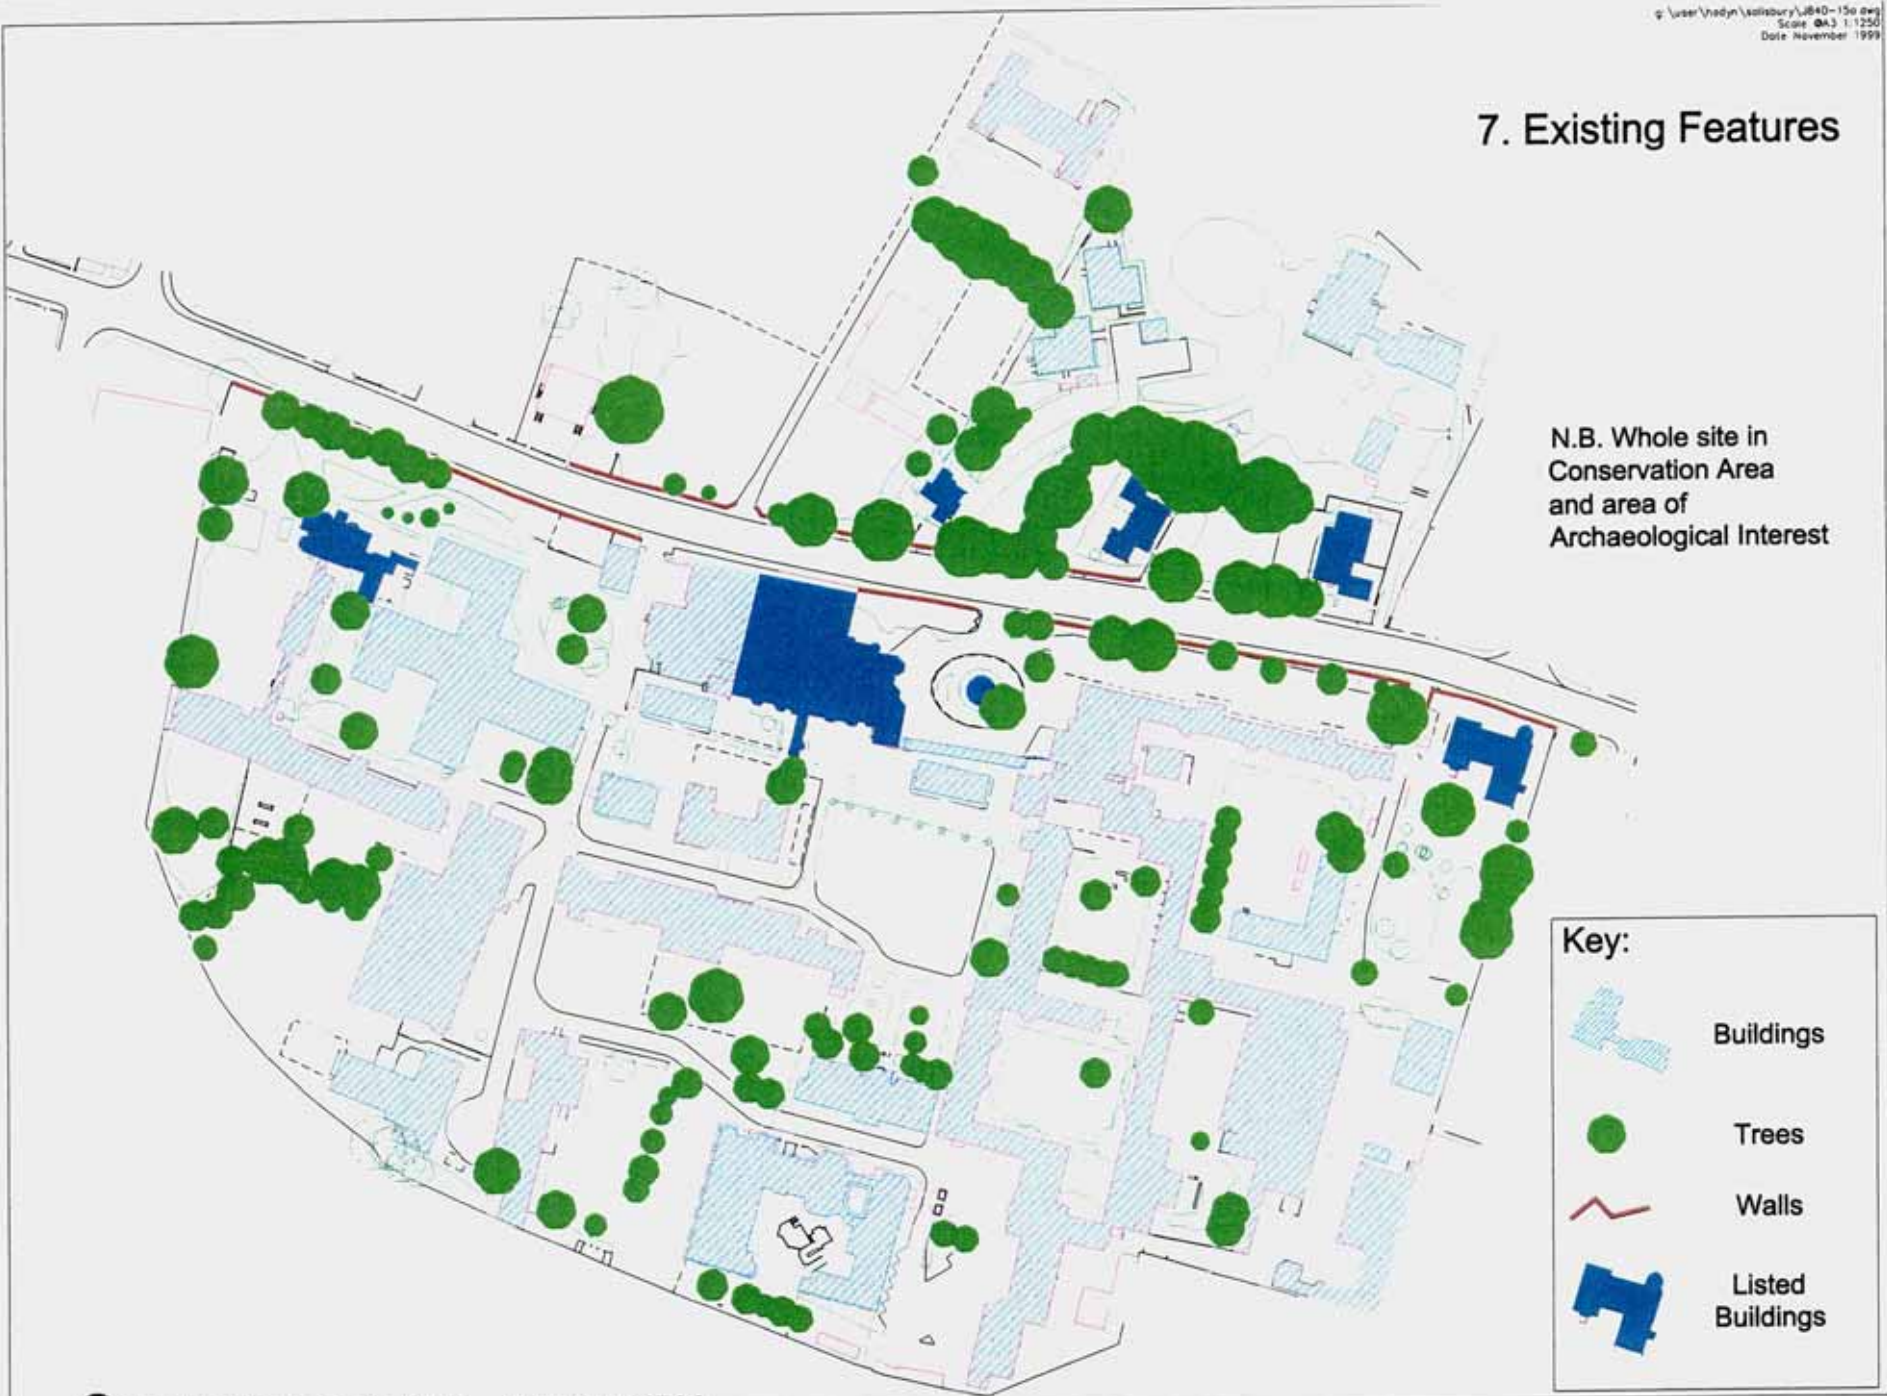 g:\user\hadyn\salisbury\J840-15a.dwg
Scale @A3 1:1250
Date November 1999
7. Existing Features
N.B. Whole site in
Conservation Area
and area of
Archaeological Interest
Key:
Buildings
Trees
Walls
Listed
Buildings